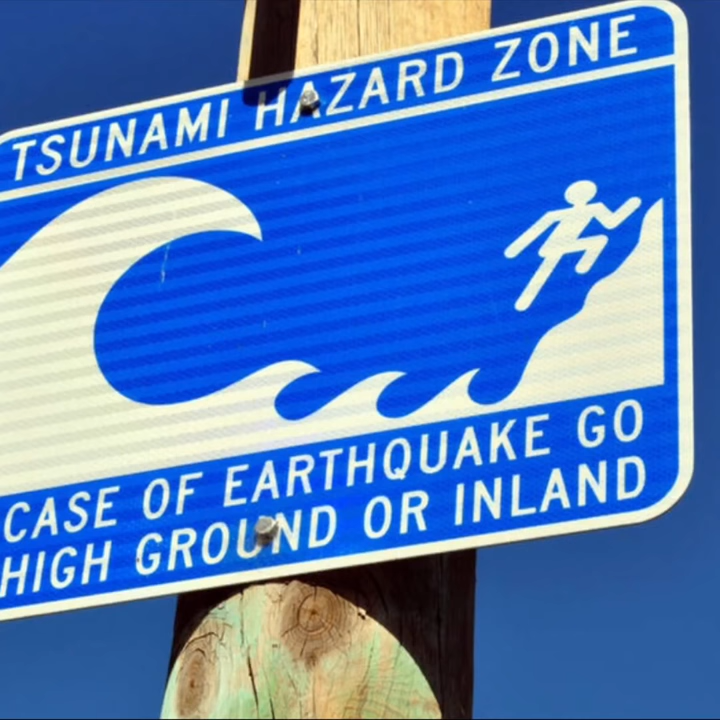 TSUNAMI HAZARD ZONE
CASE OF EARTHQUAKE GO
HIGH GROUND OR INLAND